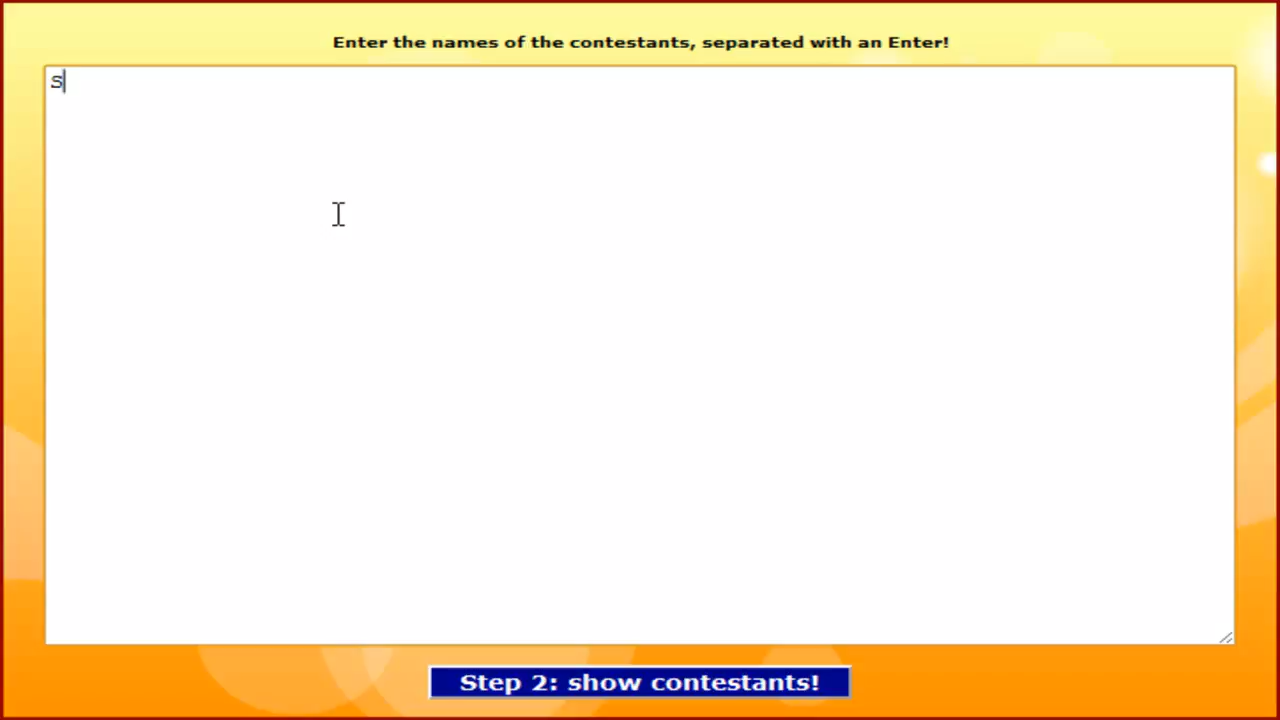 Enter the names of the contestants, separated with an Enter!
s
Step 2: show contestants!